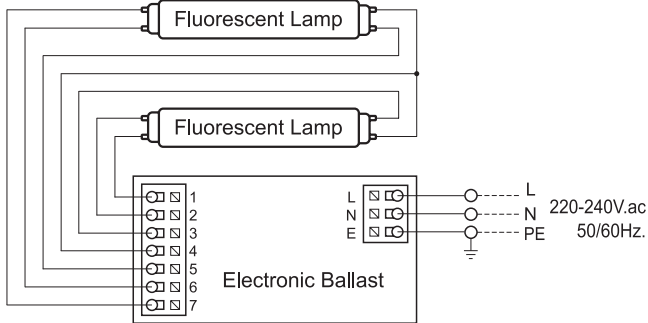 Fluorescent Lamp
Fluorescent Lamp
1
2
3
4
5
6
7
L
N
E
L
N
PE
220-240V.ac
50/60Hz.
Electronic Ballast